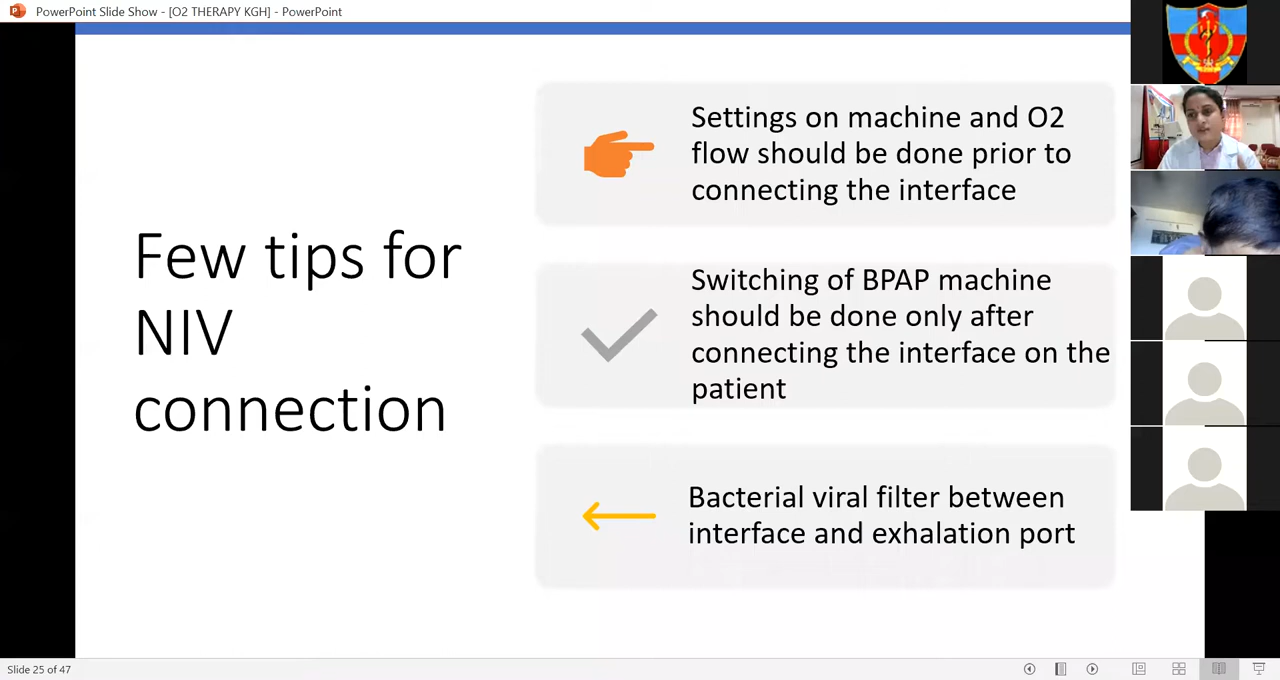 PowerPoint Slide Show - [O2 THERAPY KGH] - PowerPoint
Few tips for
NIV
connection
Settings on machine and O2
flow should be done prior to
connecting the interface
Switching of BPAP machine
should be done only after
connecting the interface on the
patient
Bacterial viral filter between
interface and exhalation port
Slide 25 of 47